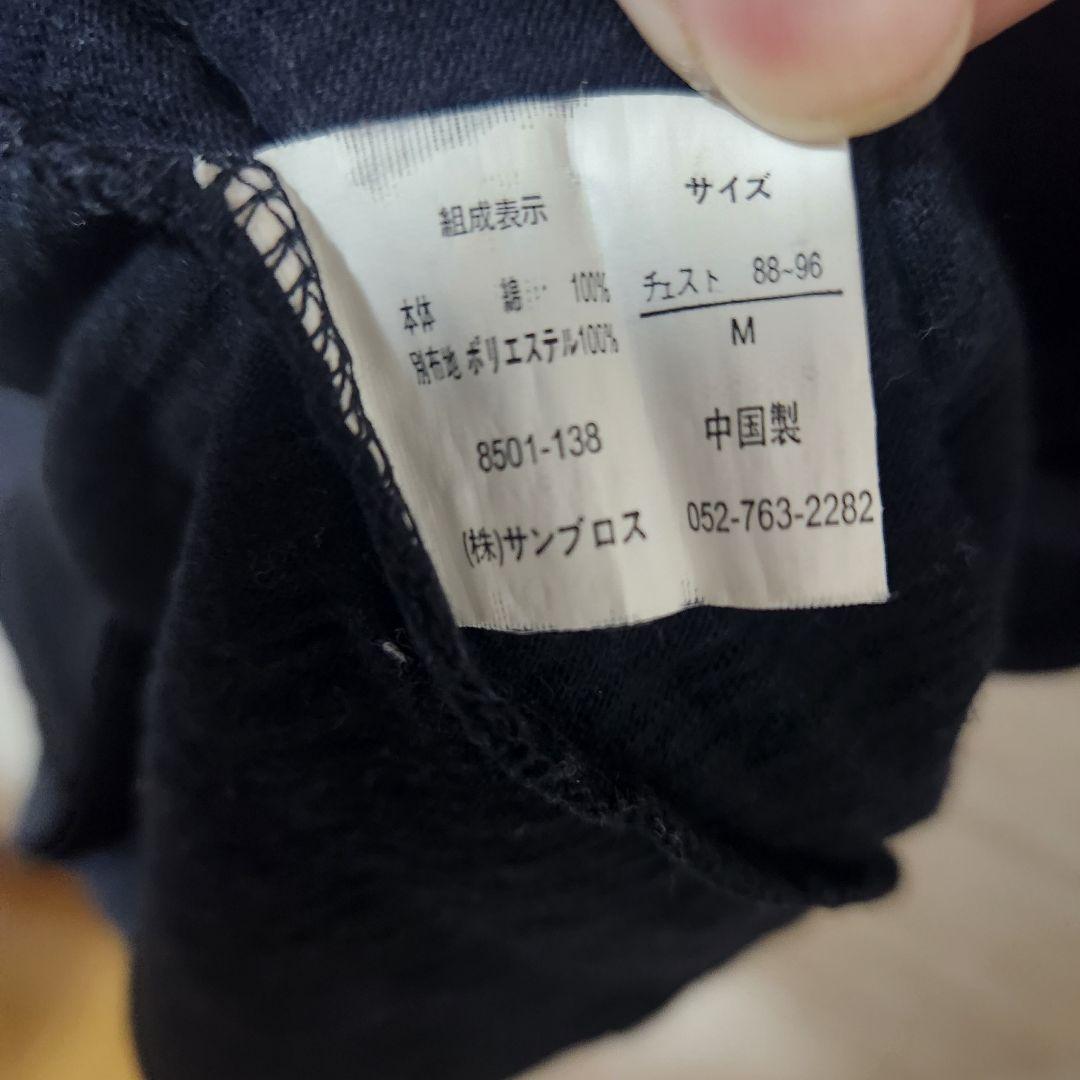 組成表示
本体 綿 100%
別布地 ポリエステル100%
8501-138
(株)サンブロス
サイズ
チェスト 88~96
M
中国製
052-763-2282